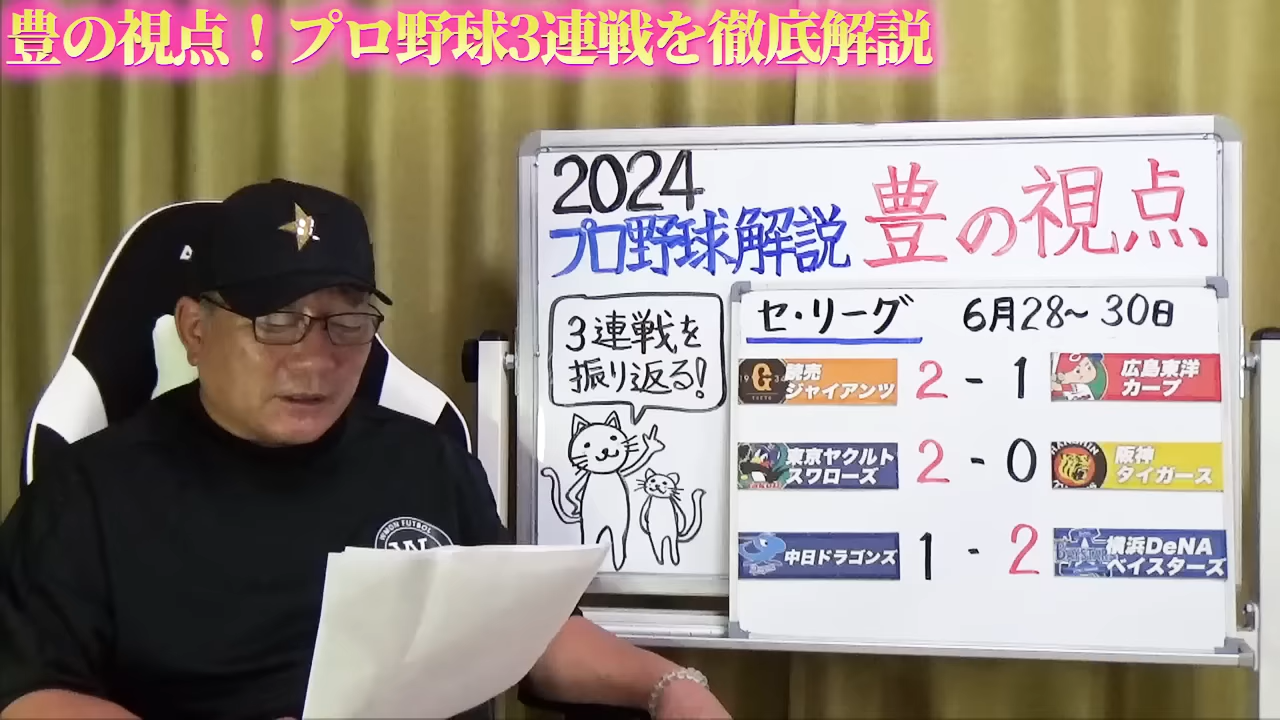 豊の視点！プロ野球3連戦を徹底解説
2024
プロ野球解説
豊の視点
3連戦を
振り返る!
セ・リーグ 6月28〜30日
読売
ジャイアンツ
2 - 1
広島東洋
カープ
東京ヤクルト
スワローズ
2 - 0
阪神
タイガース
中日ドラゴンズ
1 - 2
横浜DeNA
ベイスターズ
WMON FUTBOL
W